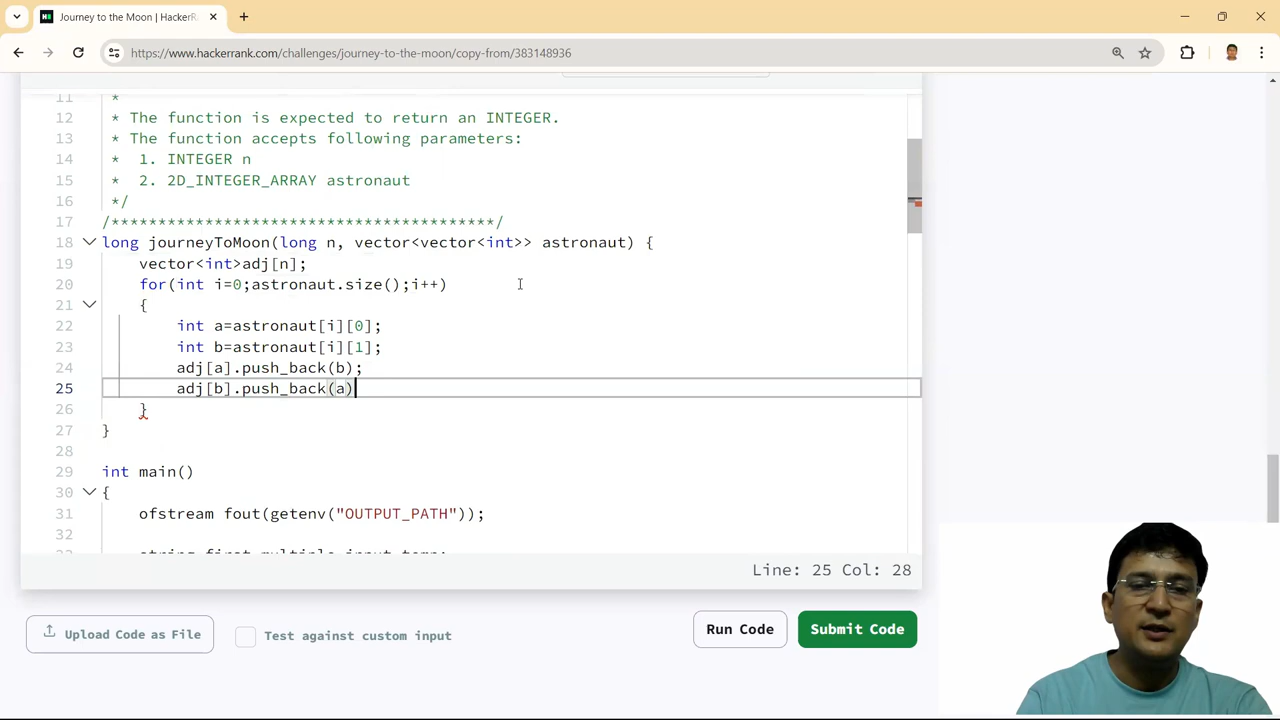 Journey to the Moon | HackerR
https://www.hackerrank.com/challenges/journey-to-the-moon/copy-from/383148936
11 *
12 * The function is expected to return an INTEGER.
13 * The function accepts following parameters:
14 *  1. INTEGER n
15 *  2. 2D_INTEGER_ARRAY astronaut
16 */
17 /*****************************************/
18 long journeyToMoon(long n, vector<vector<int>> astronaut) {
19 vector<int>adj[n];
20 for(int i=0;astronaut.size();i++)
21 {
22 int a=astronaut[i][0];
23 int b=astronaut[i][1];
24 adj[a].push_back(b);
25 adj[b].push_back(a)
26 }
27 }
28
29 int main()
30 {
31 ofstream fout(getenv("OUTPUT_PATH"));
32
33 string first_multiple_input_temp;
Line: 25 Col: 28
Upload Code as File
Test against custom input
Run Code
Submit Code